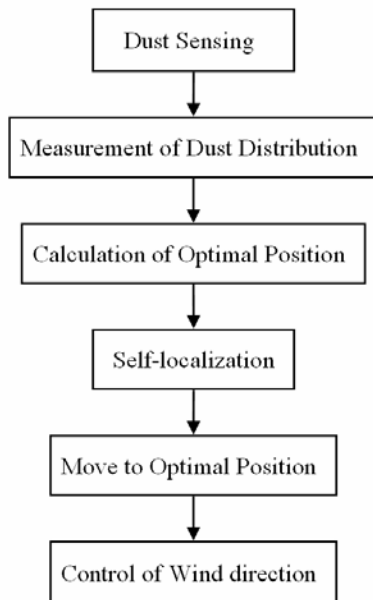 Dust Sensing
Measurement of Dust Distribution
Calculation of Optimal Position
Self-localization
Move to Optimal Position
Control of Wind direction